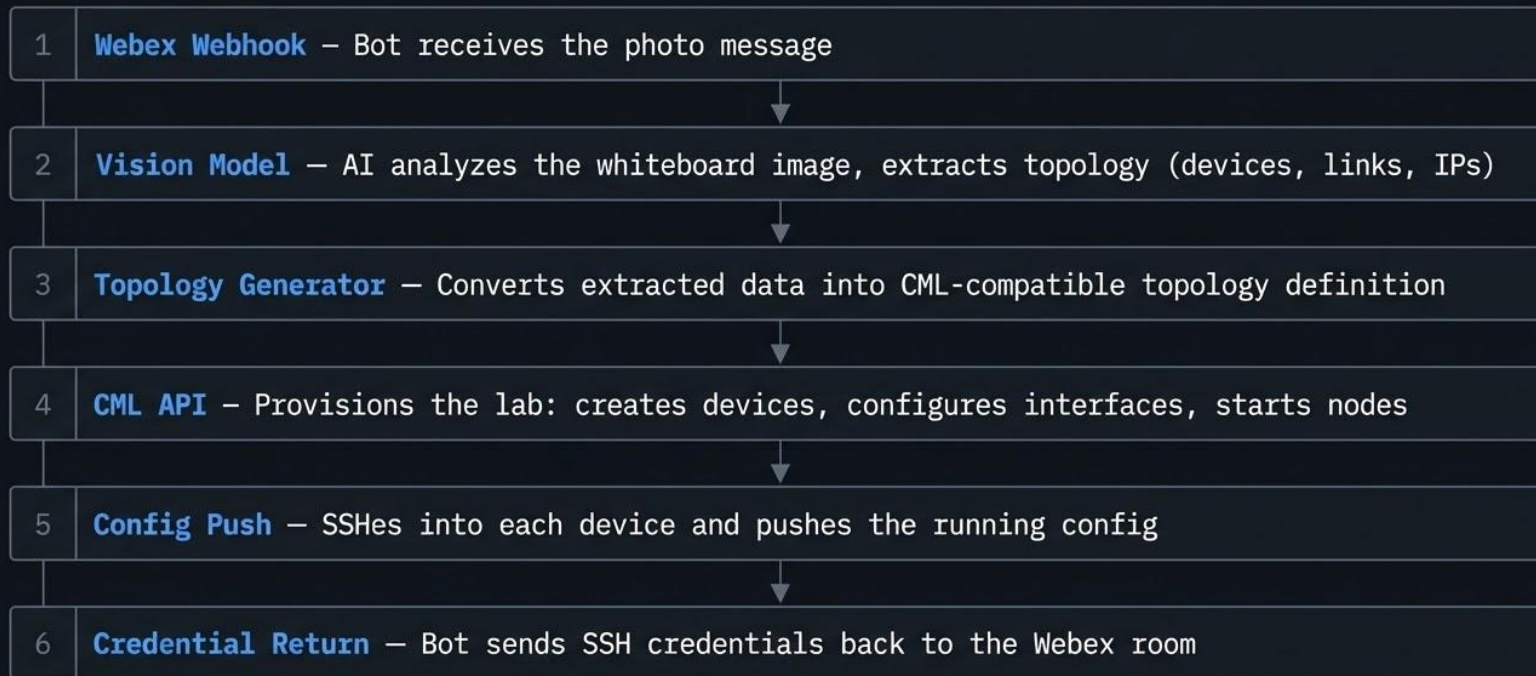 1 Webex Webhook — Bot receives the photo message
2 Vision Model — AI analyzes the whiteboard image, extracts topology (devices, links, IPs)
3 Topology Generator — Converts extracted data into CML-compatible topology definition
4 CML API — Provisions the lab: creates devices, configures interfaces, starts nodes
5 Config Push — SSHes into each device and pushes the running config
6 Credential Return — Bot sends SSH credentials back to the Webex room